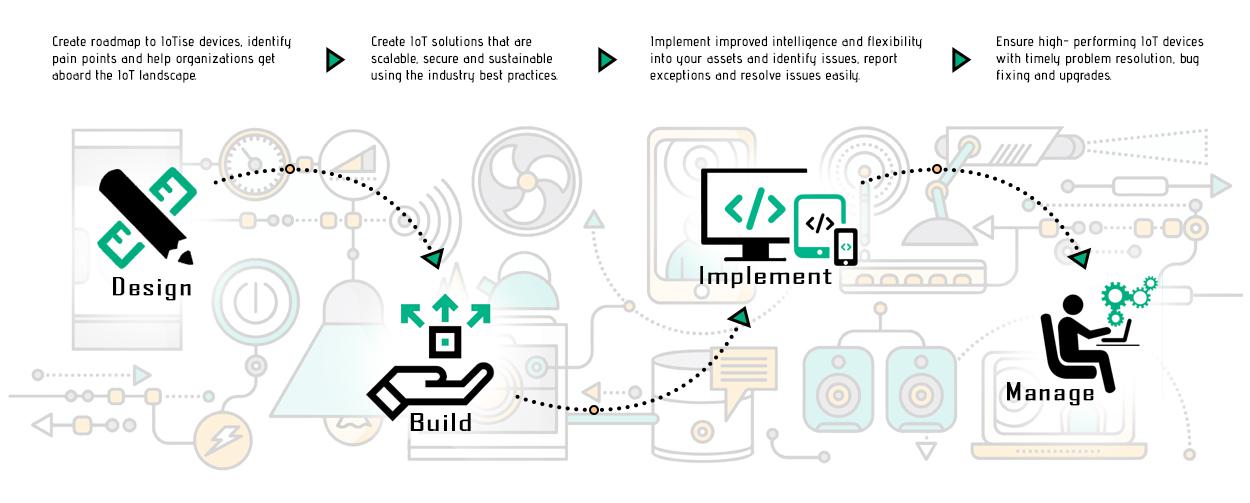 Create roadmap to IoTise devices, identify
pain points and help organizations get
aboard the IoT landscape.
Create IoT solutions that are
scalable, secure and sustainable
using the industry best practices.
Implement improved intelligence and flexibility
into your assets and identify issues, report
exceptions and resolve issues easily.
Ensure high- performing IoT devices
with timely problem resolution, bug
fixing and upgrades.
Design
Build
Implement
Manage